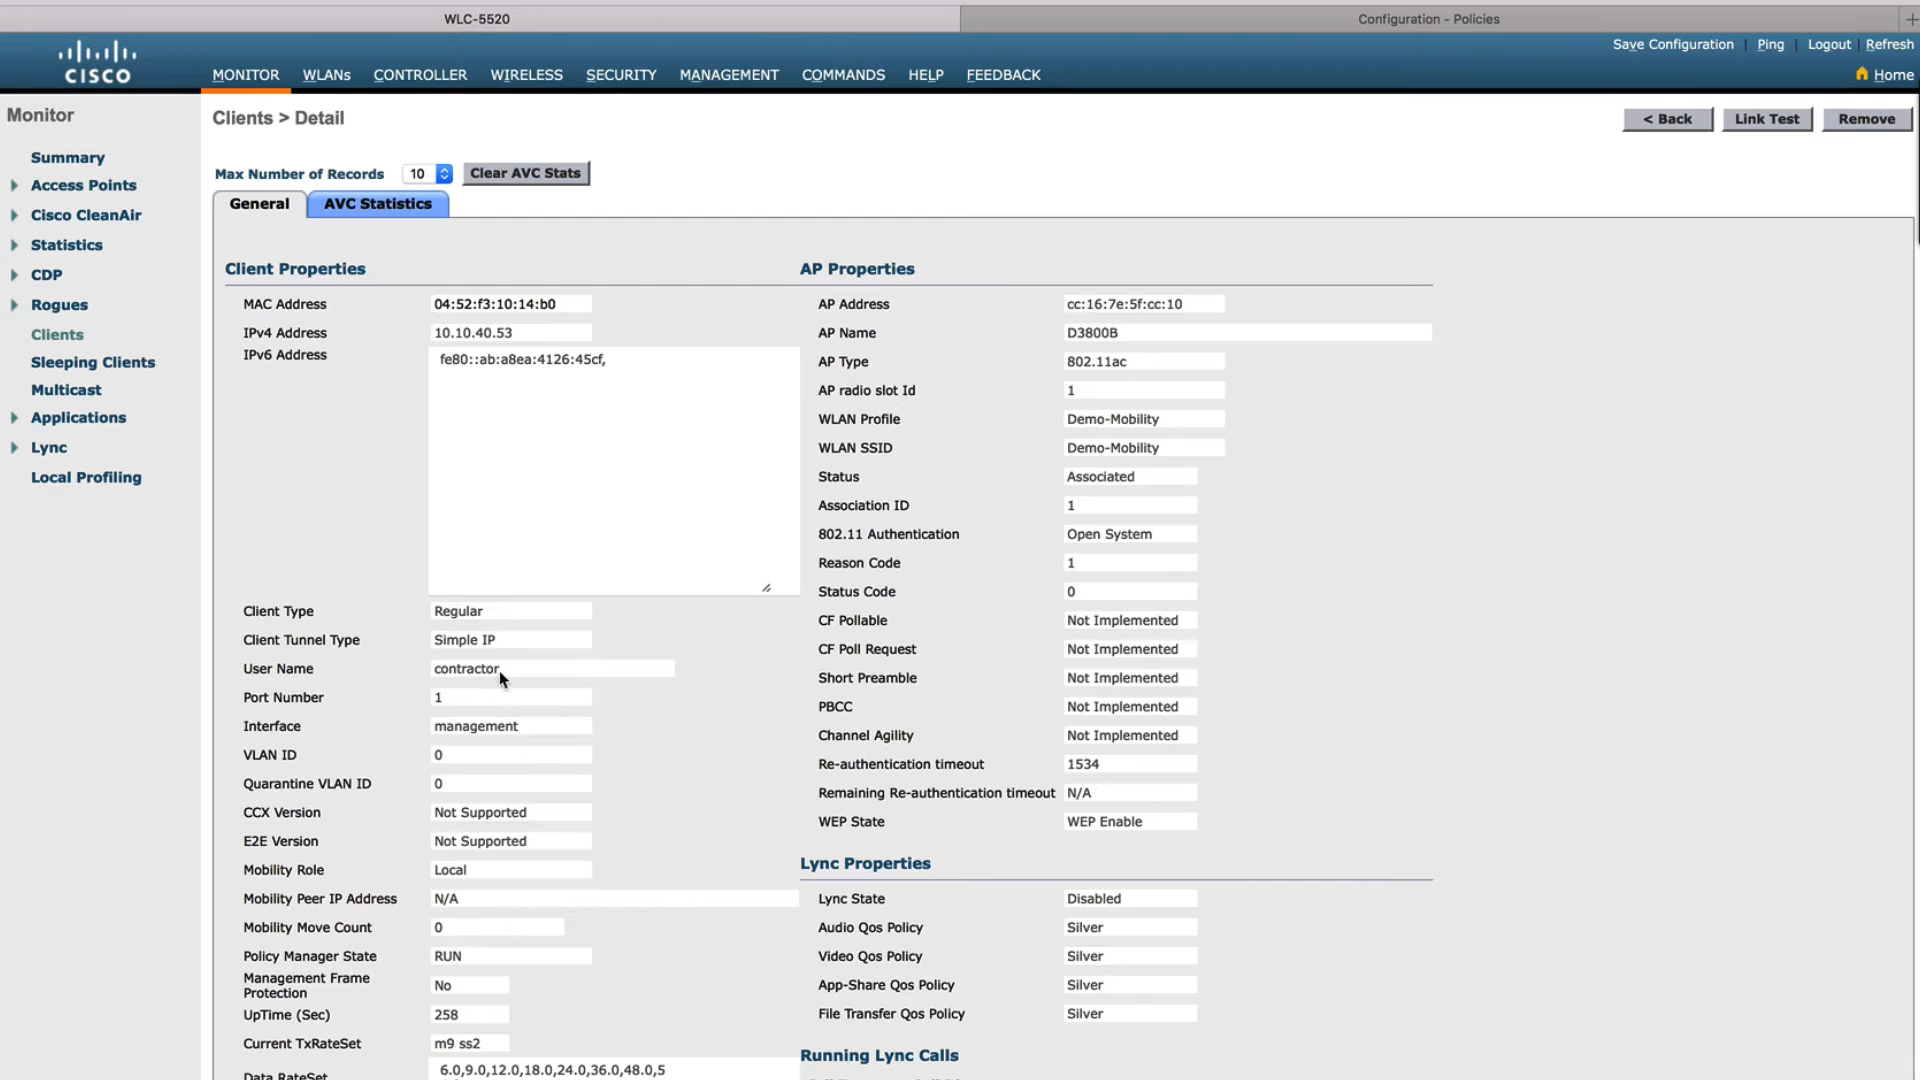 WLC-5520
Configuration - Policies
+
Save Configuration | Ping | Logout | Refresh
CISCO
MONITOR WLANs CONTROLLER WIRELESS SECURITY MANAGEMENT COMMANDS HELP FEEDBACK
Home
Monitor
Summary
Access Points
Cisco CleanAir
Statistics
CDP
Rogues
Clients
Sleeping Clients
Multicast
Applications
Lync
Local Profiling
Clients > Detail
< Back
Link Test
Remove
Max Number of Records 10 Clear AVC Stats
General
AVC Statistics
Client Properties
MAC Address 04:52:f3:10:14:b0
IPv4 Address 10.10.40.53
IPv6 Address fe80::ab:a8ea:4126:45cf,
Client Type Regular
Client Tunnel Type Simple IP
User Name contractor
Port Number 1
Interface management
VLAN ID 0
Quarantine VLAN ID 0
CCX Version Not Supported
E2E Version Not Supported
Mobility Role Local
Mobility Peer IP Address N/A
Mobility Move Count 0
Policy Manager State RUN
Management Frame
Protection No
UpTime (Sec) 258
Current TxRateSet m9 ss2
Data RateSet 6.0,9.0,12.0,18.0,24.0,36.0,48.0,5
AP Properties
AP Address cc:16:7e:5f:cc:10
AP Name D3800B
AP Type 802.11ac
AP radio slot Id 1
WLAN Profile Demo-Mobility
WLAN SSID Demo-Mobility
Status Associated
Association ID 1
802.11 Authentication Open System
Reason Code 1
Status Code 0
CF Pollable Not Implemented
CF Poll Request Not Implemented
Short Preamble Not Implemented
PBCC Not Implemented
Channel Agility Not Implemented
Re-authentication timeout 1534
Remaining Re-authentication timeout N/A
WEP State WEP Enable
Lync Properties
Lync State Disabled
Audio Qos Policy Silver
Video Qos Policy Silver
App-Share Qos Policy Silver
File Transfer Qos Policy Silver
Running Lync Calls